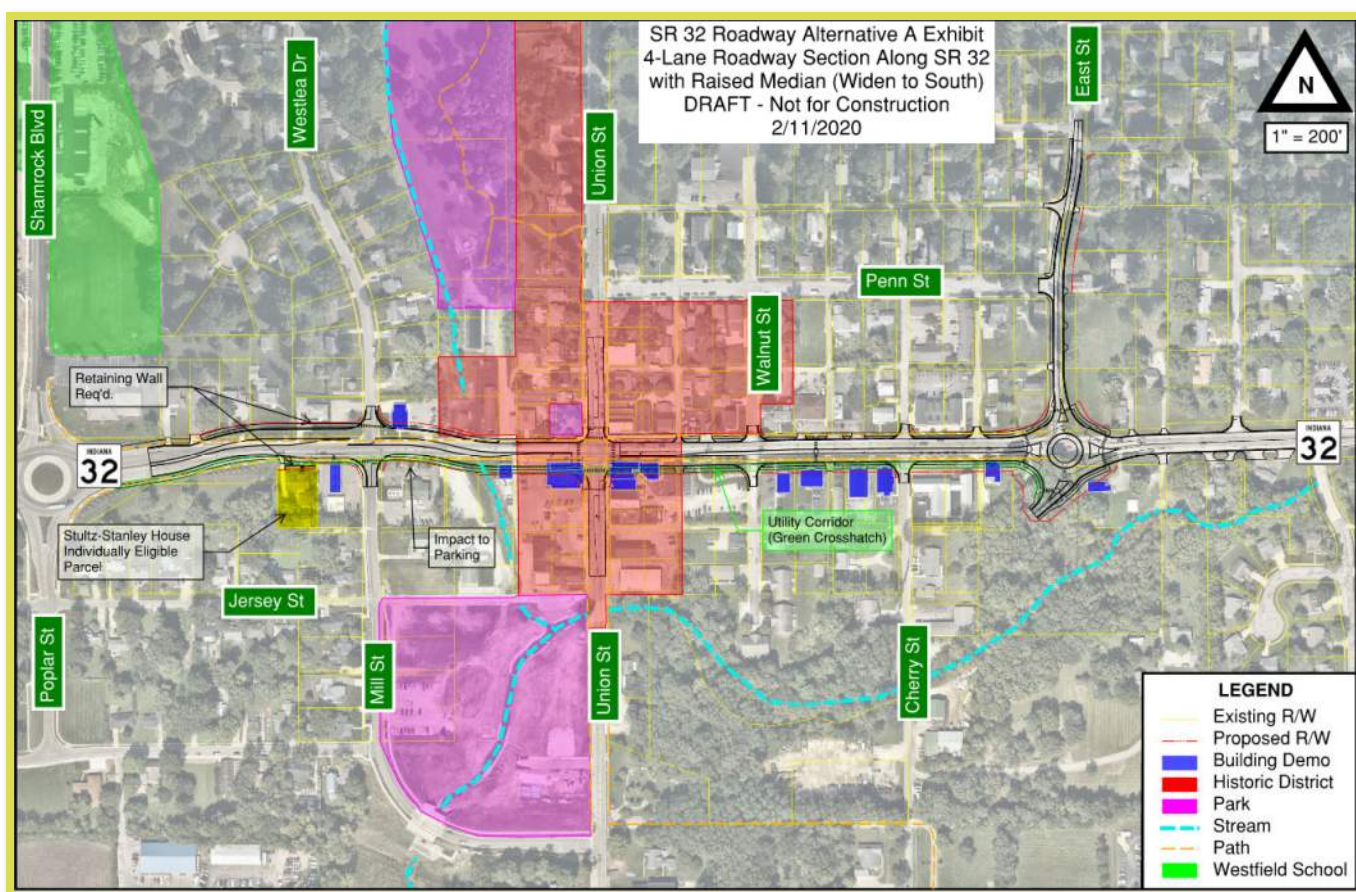 SR 32 Roadway Alternative A Exhibit
4-Lane Roadway Section Along SR 32
with Raised Median (Widen to South)
DRAFT - Not for Construction
2/11/2020
N
1" = 200'
Shamrock Blvd
Westlea Dr
Union St
East St
Penn St
Walnut St
Retaining Wall
Req'd.
INDIANA
32
INDIANA
32
Stultz-Stanley House
Individually Eligible
Parcel
Impact to
Parking
Utility Corridor
(Green Crosshatch)
Jersey St
Poplar St
Mill St
Union St
Cherry St
LEGEND
Existing R/W
Proposed R/W
Building Demo
Historic District
Park
Stream
Path
Westfield School